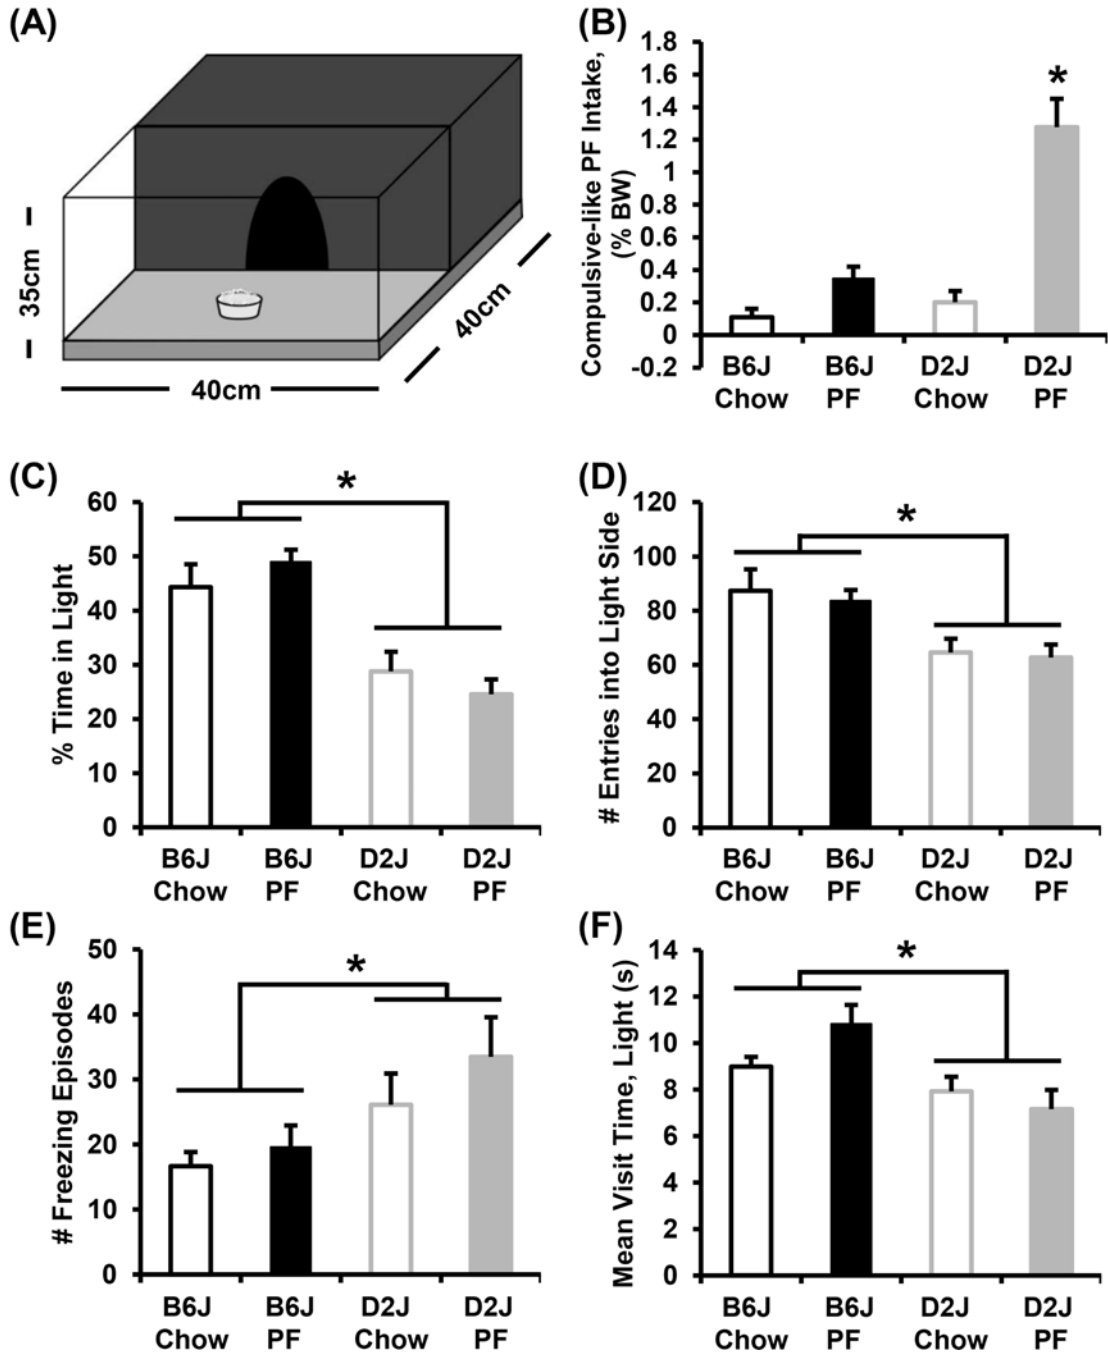 (A)
35cm
40cm
40cm
(B)
Compulsive-like PF Intake,
(% BW)
1.8
1.6
1.4
1.2
1
0.8
0.6
0.4
0.2
0
-0.2
*
B6J
Chow
B6J
PF
D2J
Chow
D2J
PF
(C)
% Time in Light
60
50
40
30
20
10
0
*
B6J
Chow
B6J
PF
D2J
Chow
D2J
PF
(D)
# Entries into Light Side
120
100
80
60
40
20
0
*
B6J
Chow
B6J
PF
D2J
Chow
D2J
PF
(E)
# Freezing Episodes
50
40
30
20
10
0
*
B6J
Chow
B6J
PF
D2J
Chow
D2J
PF
(F)
Mean Visit Time, Light (s)
14
12
10
8
6
4
2
0
*
B6J
Chow
B6J
PF
D2J
Chow
D2J
PF